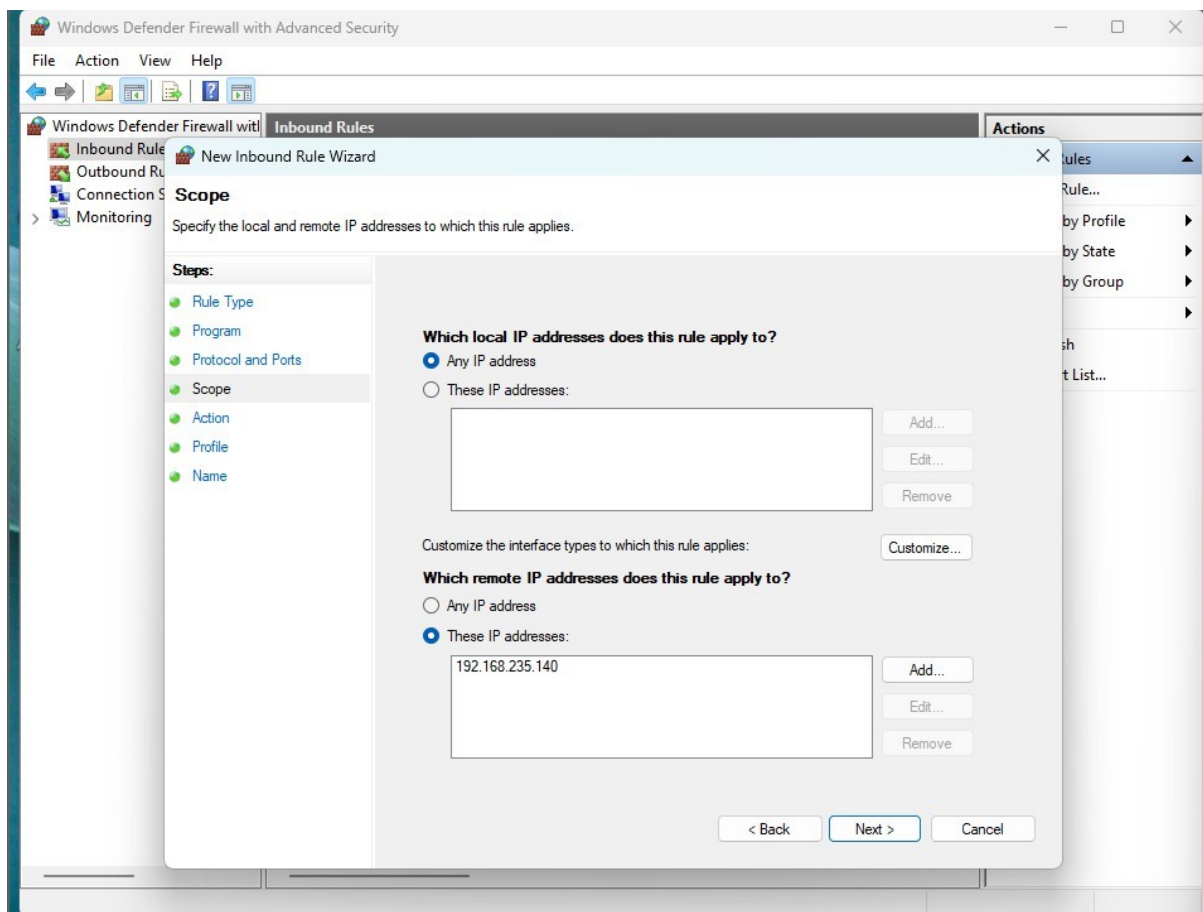 Windows Defender Firewall with Advanced Security
File Action View Help
Windows Defender Firewall witl
Inbound Rule
Outbound Ru
Connection S
Monitoring
Inbound Rules
Actions
ules
Rule...
by Profile
by State
by Group
sh
t List...
New Inbound Rule Wizard
Scope
Specify the local and remote IP addresses to which this rule applies.
Steps:
Rule Type
Program
Protocol and Ports
Scope
Action
Profile
Name
Which local IP addresses does this rule apply to?
Any IP address
These IP addresses:
Add...
Edit...
Remove
Customize the interface types to which this rule applies:
Customize...
Which remote IP addresses does this rule apply to?
Any IP address
These IP addresses:
192.168.235.140
Add...
Edit...
Remove
< Back Next > Cancel